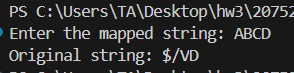 PS C:\Users\TA\Desktop\hw3\20752
Enter the mapped string: ABCD
Original string: $/VD